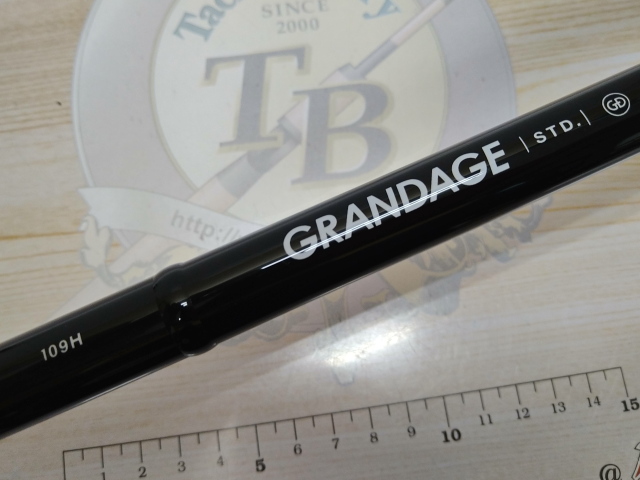 SINCE
2000
TB
http://
GRANDAGE | STD. | GD
109H
1 2 3 4 5 6 7 8 9 10 11 12 13 14 15
@